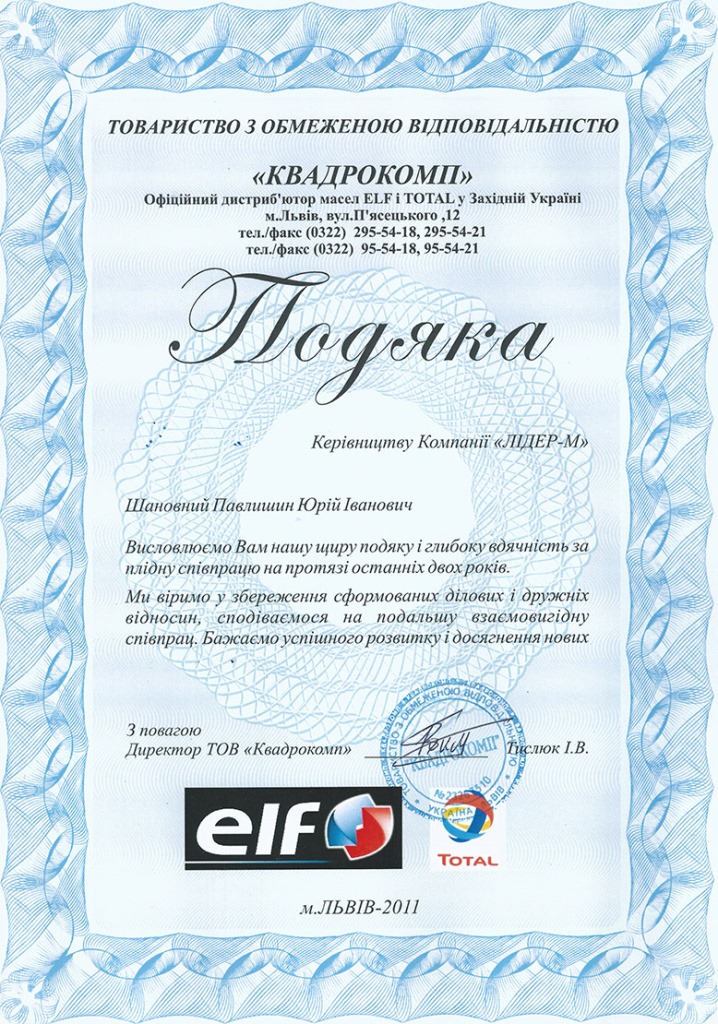 ТОВАРИСТВО З ОБМЕЖЕНОЮ ВІДПОВІДАЛЬНІСТЮ
«КВАДРОКОМП»
Офіційний дистриб'ютор масел ELF і TOTAL у Західній Україні
м.Львів, вул.П'ясецького ,12
тел./факс (0322) 295-54-18, 295-54-21
тел./факс (0322) 95-54-18, 95-54-21
Подяка
Керівництву Компанії «ЛІДЕР-М»
Шановний Павлишин Юрій Іванович
Висловлюємо Вам нашу щиру подяку і глибоку вдячність за
плідну співпрацю на протязі останніх двох років.
Ми віримо у збереження сформованих ділових і дружніх
відносин, сподіваємося на подальшу взаємовигідну
співпрац. Бажаємо успішного розвитку і досягнення нових
З повагою
Директор ТОВ «Квадрокомп» Тислюк І.В.
ТОВАРИСТВО З ОБМЕЖЕНОЮ ВІДПОВІДАЛЬНІСТЮ
"КВАДРОКОМП"
УКРАЇНА ЛЬВІВ
elf
TOTAL
м.ЛЬВІВ-2011